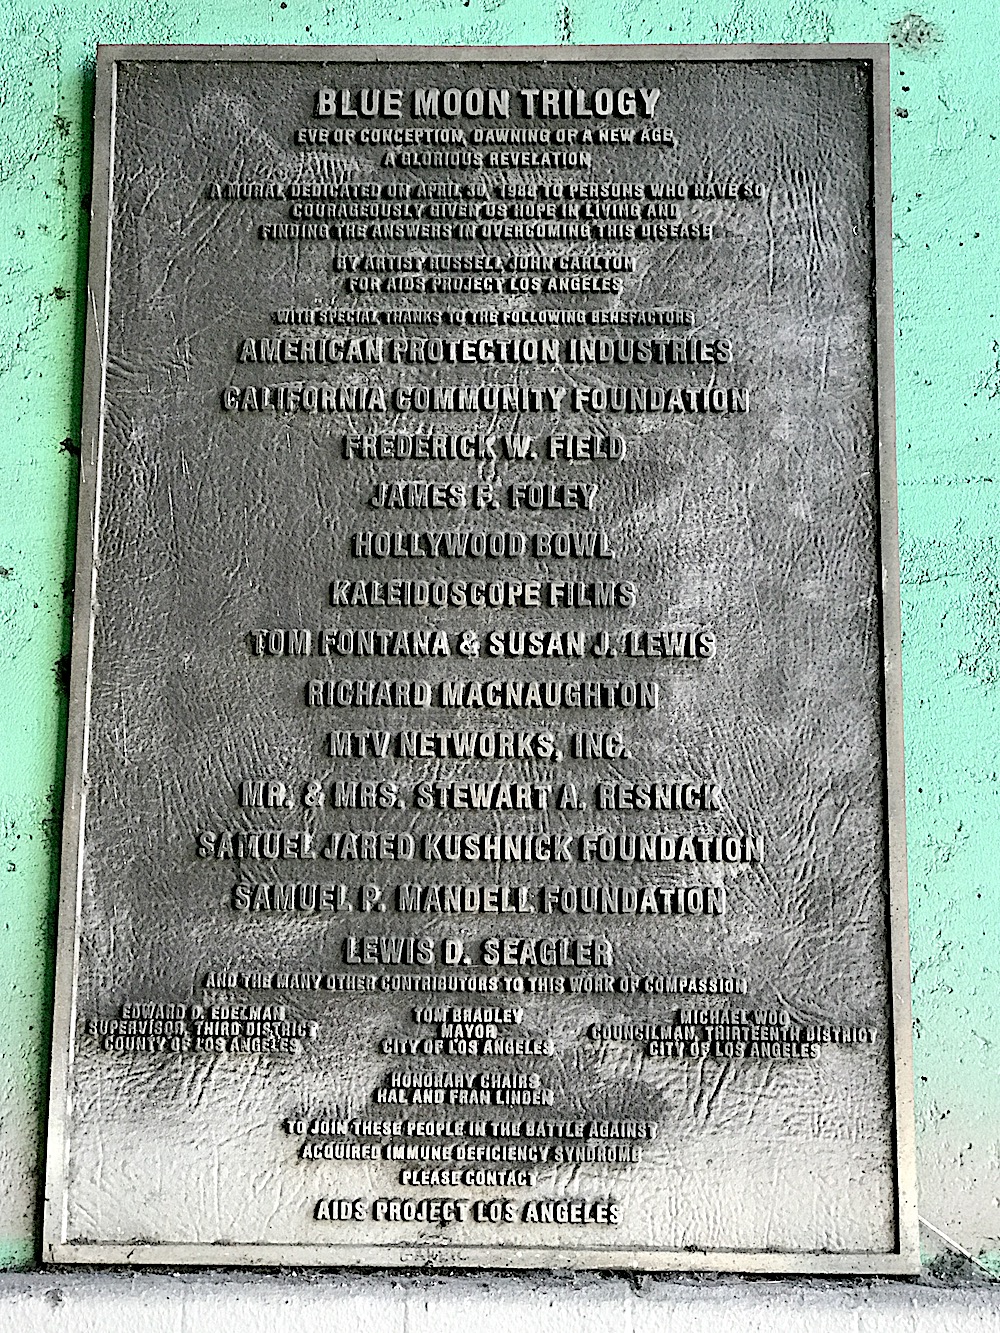 BLUE MOON TRILOGY
EVE OF CONCEPTION, DAWNING OF A NEW AGE,
A GLORIOUS REVELATION
A MURAL DEDICATED ON APRIL 30, 1988 TO PERSONS WHO HAVE SO
COURAGEOUSLY GIVEN US HOPE IN LIVING AND
FINDING THE ANSWERS IN OVERCOMING THIS DISEASE
BY ARTIST RUSSELL JOHN CARLTON
FOR AIDS PROJECT LOS ANGELES
WITH SPECIAL THANKS TO THE FOLLOWING BENEFACTORS
AMERICAN PROTECTION INDUSTRIES
CALIFORNIA COMMUNITY FOUNDATION
FREDERICK W. FIELD
JAMES F. FOLEY
HOLLYWOOD BOWL
KALEIDOSCOPE FILMS
TOM FONTANA & SUSAN J. LEWIS
RICHARD MACNAUGHTON
MTV NETWORKS, INC.
MR. & MRS. STEWART A. RESNICK
SAMUEL JARED KUSHNICK FOUNDATION
SAMUEL P. MANDELL FOUNDATION
LEWIS D. SEAGLER
AND THE MANY OTHER CONTRIBUTORS TO THIS WORK OF COMPASSION
EDWARD D. EDELMAN
SUPERVISOR, THIRD DISTRICT
COUNTY OF LOS ANGELES
TOM BRADLEY
MAYOR
CITY OF LOS ANGELES
MICHAEL WOO
COUNCILMAN, THIRTEENTH DISTRICT
CITY OF LOS ANGELES
HONORARY CHAIRS
HAL AND FRAN LINDEN
TO JOIN THESE PEOPLE IN THE BATTLE AGAINST
ACQUIRED IMMUNE DEFICIENCY SYNDROME
PLEASE CONTACT
AIDS PROJECT LOS ANGELES